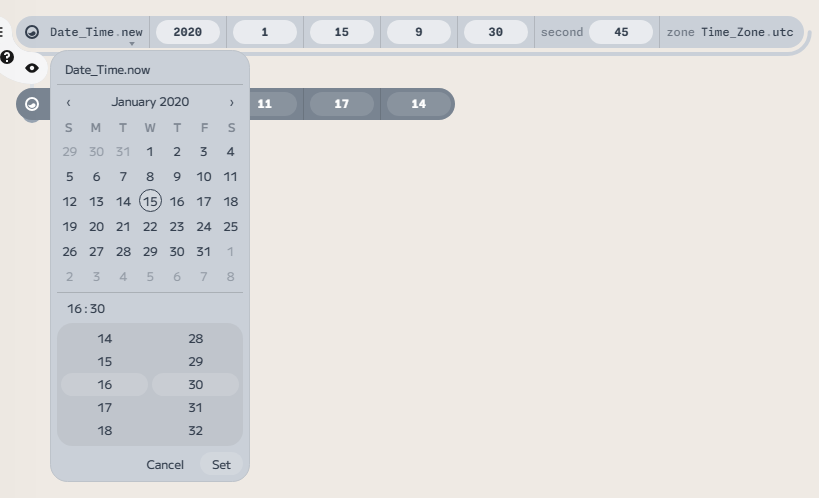 Date_Time.new 2020 1 15 9 30 second 45 zone Time_Zone.utc
Date_Time.now
‹ January 2020 ›
11 17 14
S M T W T F S
29 30 31 1 2 3 4
5 6 7 8 9 10 11
12 13 14 15 16 17 18
19 20 21 22 23 24 25
26 27 28 29 30 31 1
2 3 4 5 6 7 8
16:30
14 28
15 29
16 30
17 31
18 32
Cancel Set